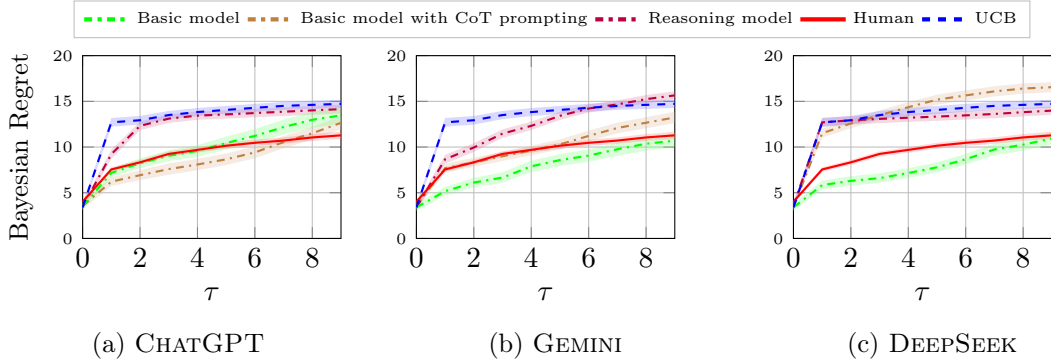 Basic model Basic model with CoT prompting Reasoning model Human UCB
Bayesian Regret
20
15
10
5
0
0 2 4 6 8
τ
(a) CHATGPT
20
15
10
5
0
0 2 4 6 8
τ
(b) GEMINI
20
15
10
5
0
0 2 4 6 8
τ
(c) DEEPSEEK